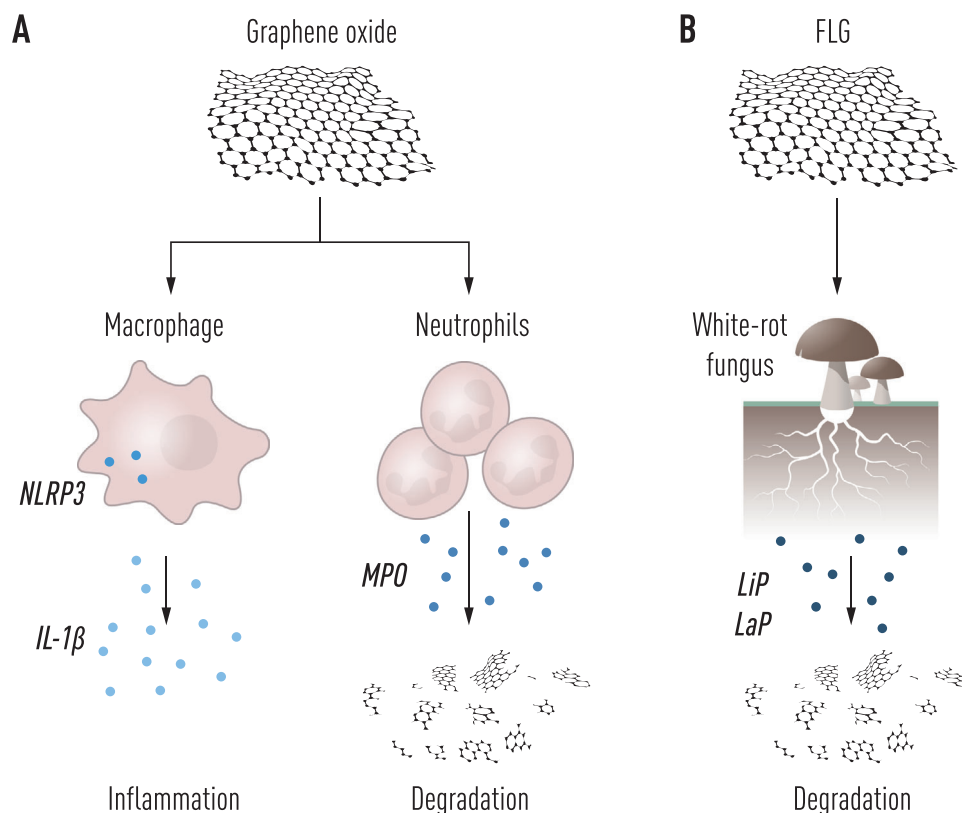 A
Graphene oxide
Macrophage
Neutrophils
NLRP3
MPO
IL-1β
Inflammation
Degradation
B
FLG
White-rot
fungus
LiP
LaP
Degradation